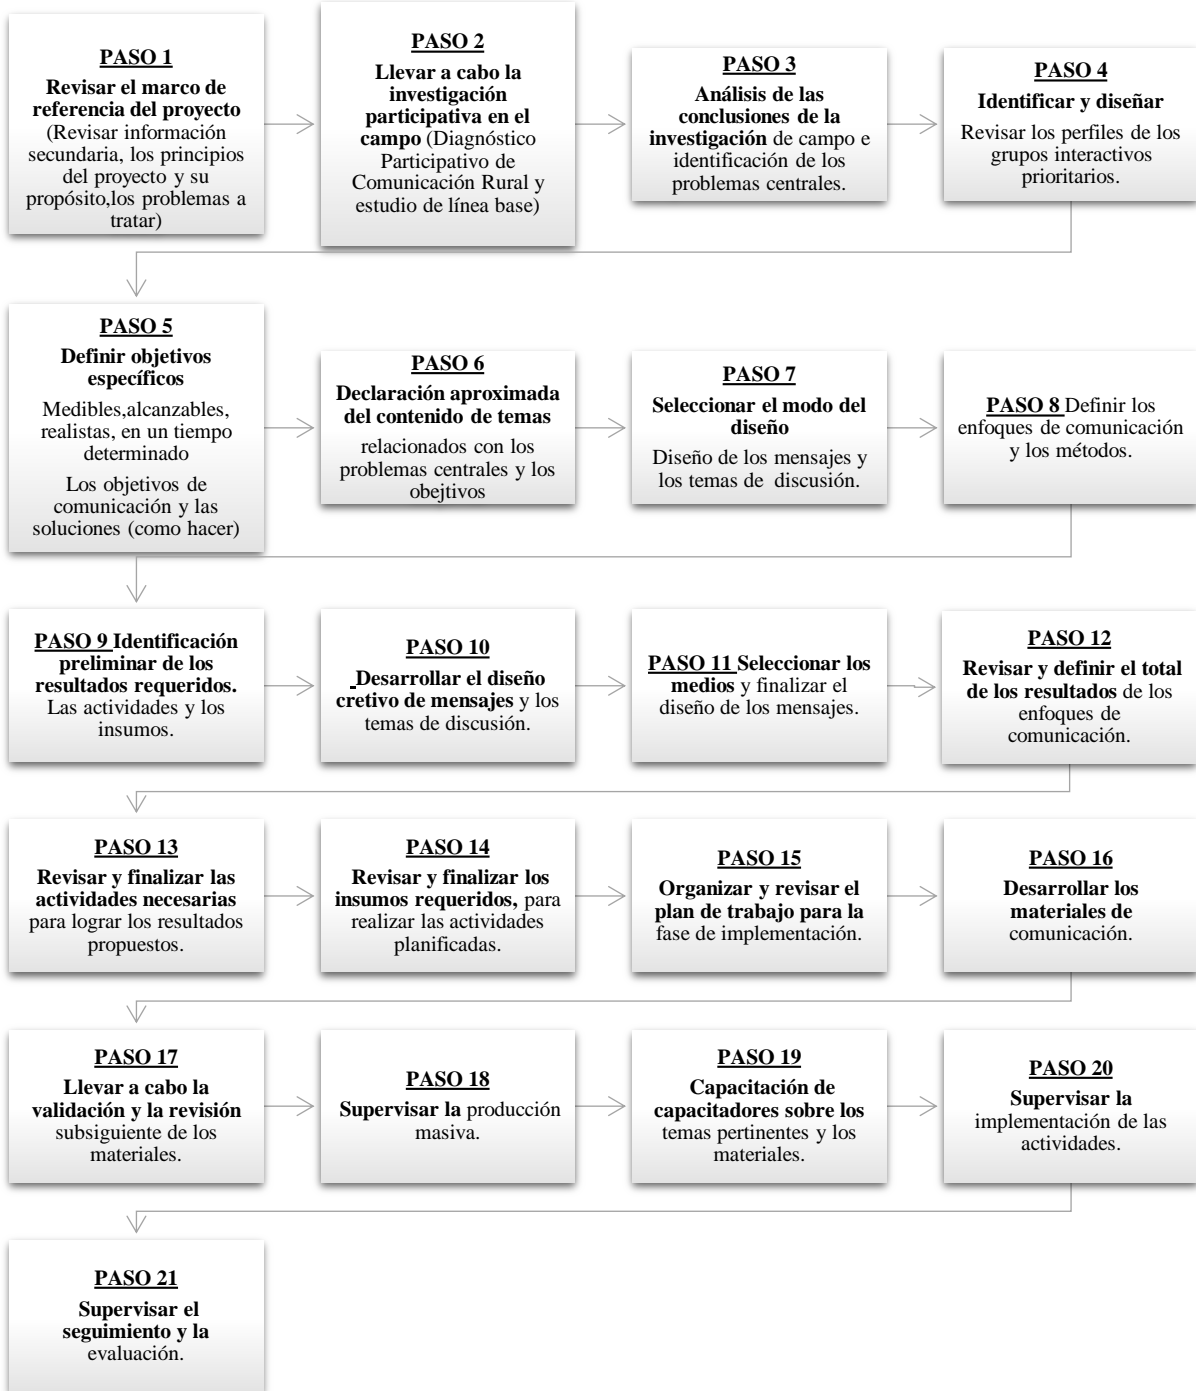 PASO 1
Revisar el marco de
referencia del proyecto
(Revisar información
secundaria, los principios
del proyecto y su
propósito,los problemas a
tratar)
PASO 2
Llevar a cabo la
investigación
participativa en el
campo (Diagnóstico
Participativo de
Comunicación Rural y
estudio de línea base)
PASO 3
Análisis de las
conclusiones de la
investigación de campo e
identificación de los
problemas centrales.
PASO 4
Identificar y diseñar
Revisar los perfiles de los
grupos interactivos
prioritarios.
PASO 5
Definir objetivos
específicos
Medibles,alcanzables,
realistas, en un tiempo
determinado
Los objetivos de
comunicación y las
soluciones (como hacer)
PASO 6
Declaración aproximada
del contenido de temas
relacionados con los
problemas centrales y los
obejtivos
PASO 7
Seleccionar el modo del
diseño
Diseño de los mensajes y
los temas de discusión.
PASO 8 Definir los
enfoques de comunicación
y los métodos.
PASO 9 Identificación
preliminar de los
resultados requeridos.
Las actividades y los
insumos.
PASO 10
Desarrollar el diseño
cretivo de mensajes y los
temas de discusión.
PASO 11 Seleccionar los
medios y finalizar el
diseño de los mensajes.
PASO 12
Revisar y definir el total
de los resultados de los
enfoques de
comunicación.
PASO 13
Revisar y finalizar las
actividades necesarias
para lograr los resultados
propuestos.
PASO 14
Revisar y finalizar los
insumos requeridos, para
realizar las actividades
planificadas.
PASO 15
Organizar y revisar el
plan de trabajo para la
fase de implementación.
PASO 16
Desarrollar los
materiales de
comunicación.
PASO 17
Llevar a cabo la
validación y la revisión
subsiguiente de los
materiales.
PASO 18
Supervisar la producción
masiva.
PASO 19
Capacitación de
capacitadores sobre los
temas pertinentes y los
materiales.
PASO 20
Supervisar la
implementación de las
actividades.
PASO 21
Supervisar el
seguimiento y la
evaluación.